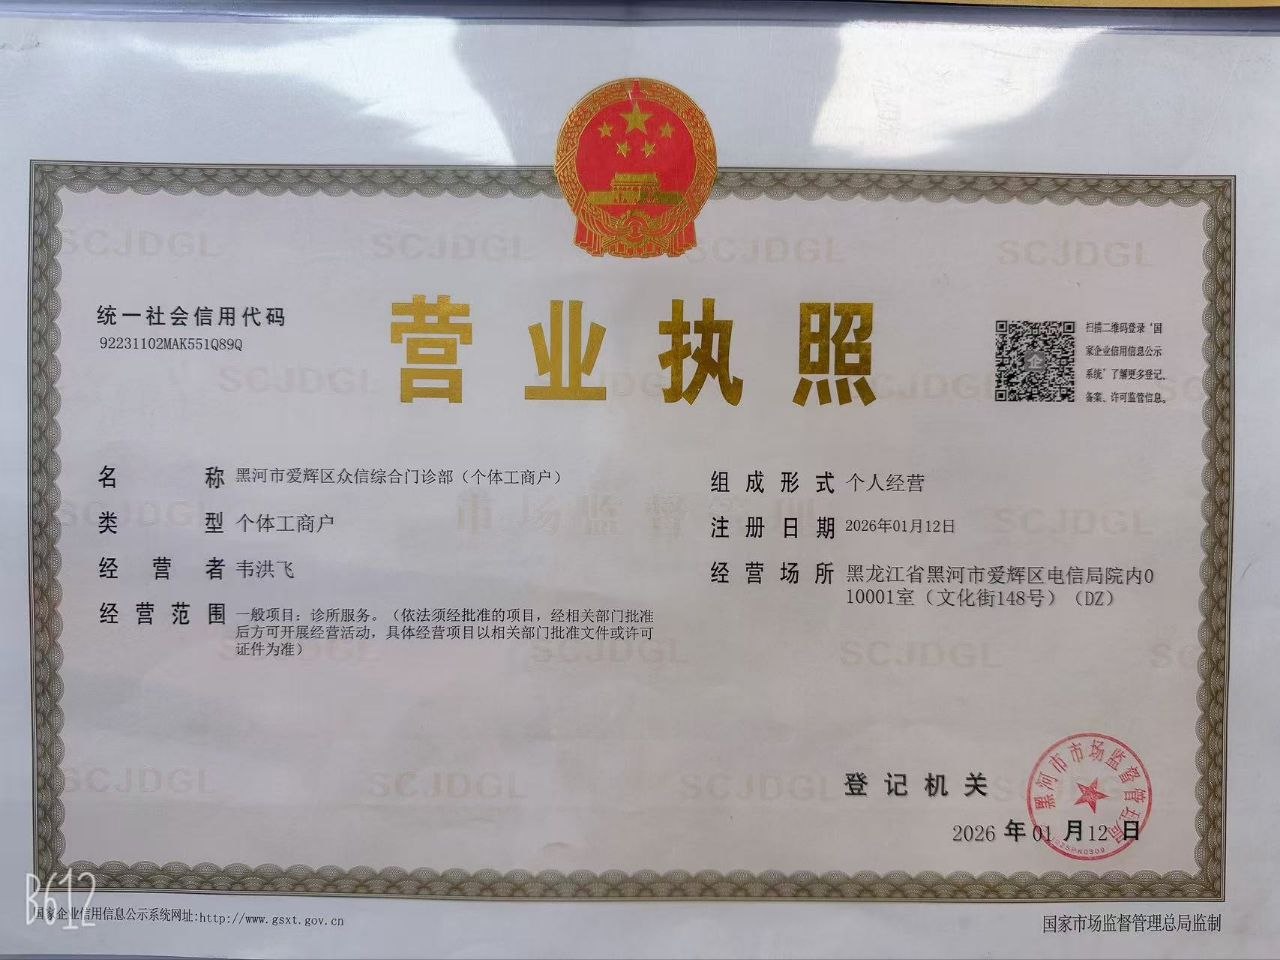 统一社会信用代码
92231102MAK551Q89Q
营业执照
扫描二维码登录“国
家企业信用信息公示
系统”了解更多登记、
备案、许可监管信息。
名称 黑河市爱辉区众信综合门诊部（个体工商户）
类型 个体工商户
经营者 韦洪飞
经营范围 一般项目：诊所服务。（依法须经批准的项目，经相关部门批准
后方可开展经营活动，具体经营项目以相关部门批准文件或许可
证件为准）
组成形式 个人经营
注册日期 2026年01月12日
经营场所 黑龙江省黑河市爱辉区电信局院内0
10001室（文化街148号）（DZ）
登记机关
黑河市市场监督管理局
2026 年 01 月 12 日
国家企业信用信息公示系统网址:http://www.gsxt.gov.cn
国家市场监督管理总局监制
B612
SCJDGL
市场监督管理